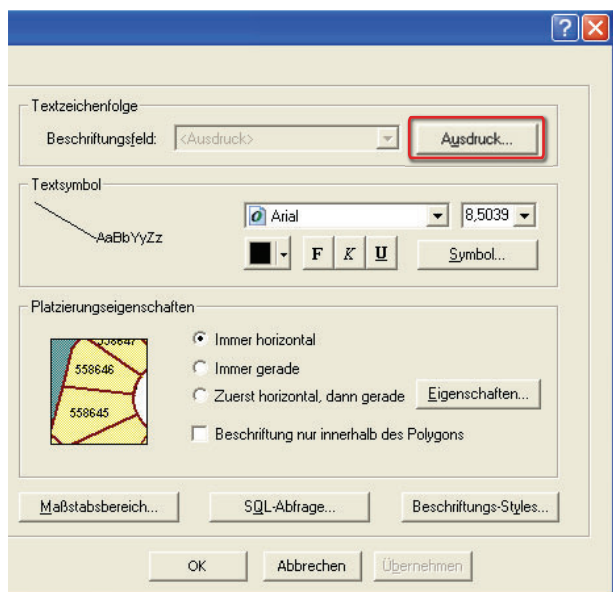 Textzeichenfolge
Beschriftungsfeld: <Ausdruck> Ausdruck...
Textsymbol
AaBbYyZz
Arial 8,5039
F K U
Symbol...
Platzierungseigenschaften
558647
558646
558645
Immer horizontal
Immer gerade
Zuerst horizontal, dann gerade Eigenschaften...
Beschriftung nur innerhalb des Polygons
Maßstabsbereich... SQL-Abfrage... Beschriftungs-Styles...
OK Abbrechen Übernehmen